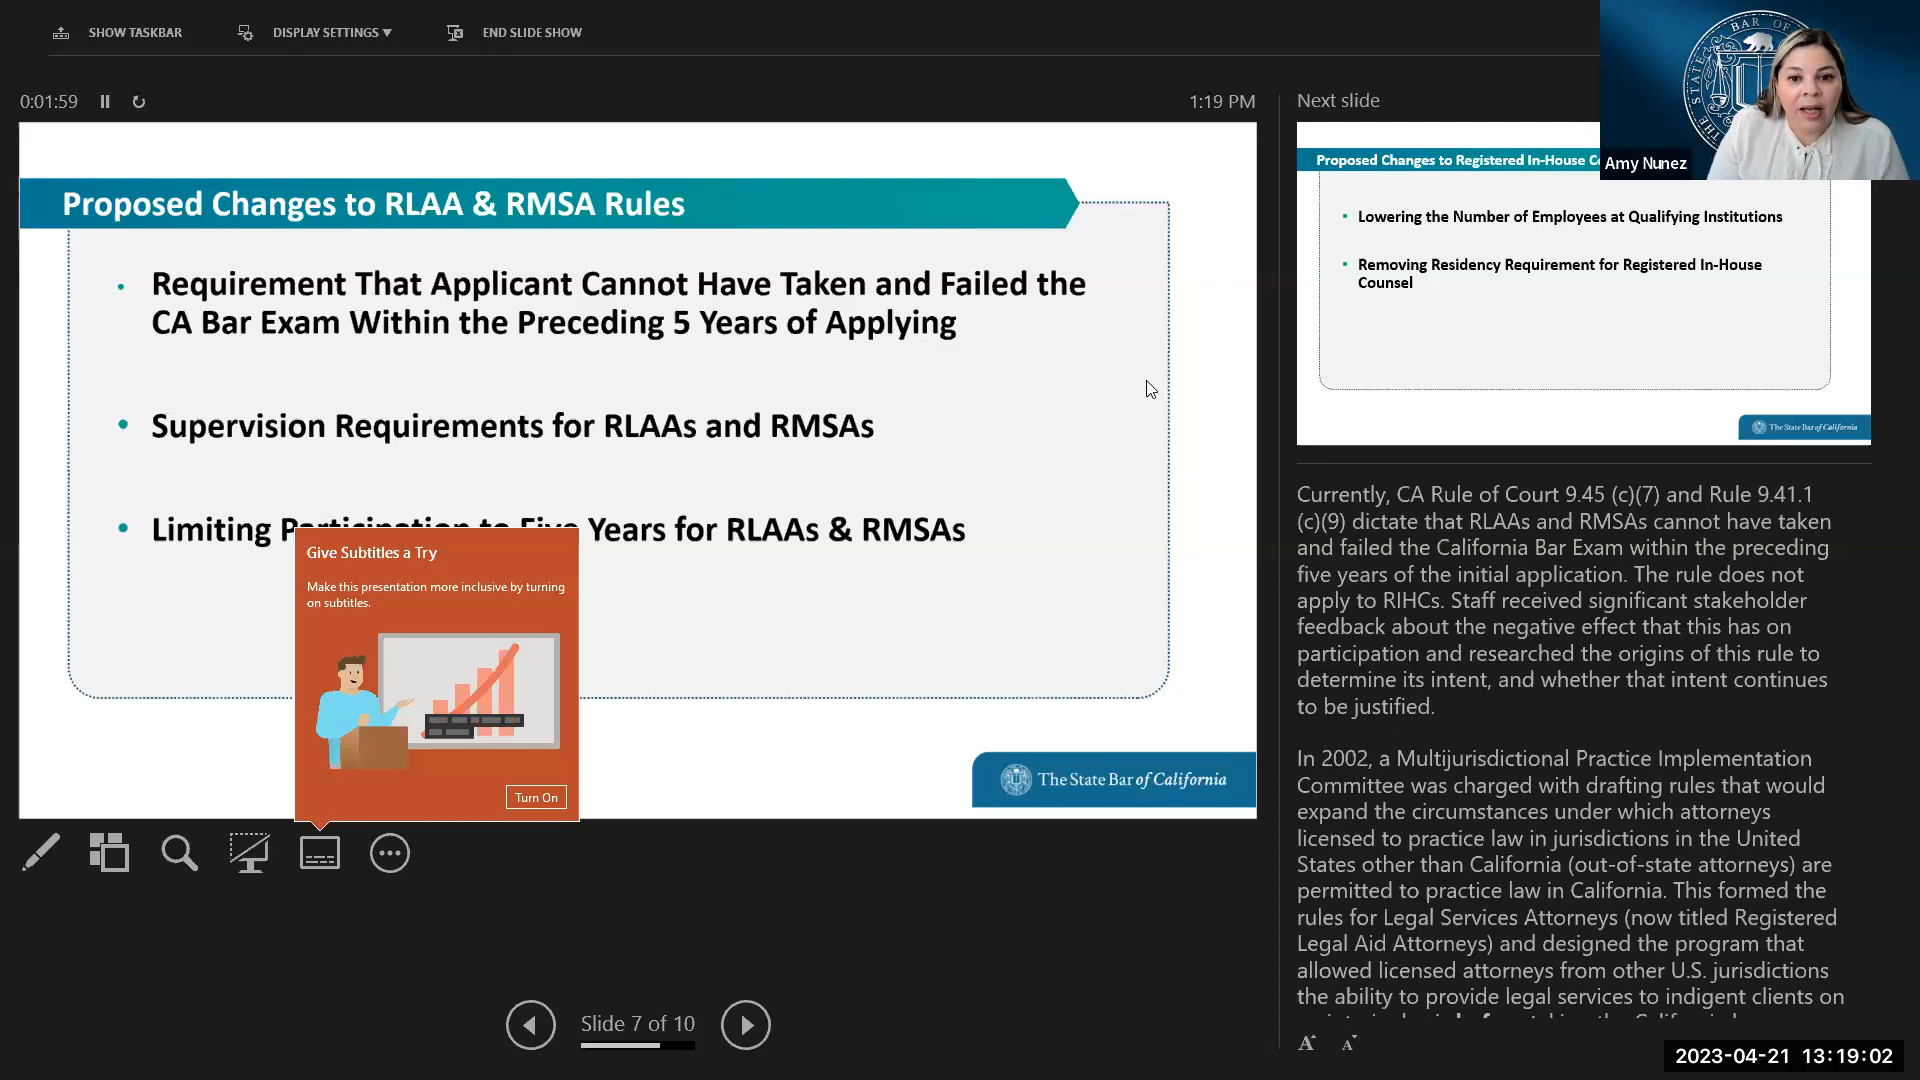 SHOW TASKBAR
DISPLAY SETTINGS ▼
END SLIDE SHOW
0:01:59
1:19 PM
Proposed Changes to RLAA & RMSA Rules
• Requirement That Applicant Cannot Have Taken and Failed the
CA Bar Exam Within the Preceding 5 Years of Applying
• Supervision Requirements for RLAAs and RMSAs
• Limiting Participation to Five Years for RLAAs & RMSAs
Give Subtitles a Try
Make this presentation more inclusive by turning
on subtitles.
Turn On
The State Bar of California
Slide 7 of 10
Next slide
Proposed Changes to Registered In-House
• Lowering the Number of Employees at Qualifying Institutions
• Removing Residency Requirement for Registered In-House
Counsel
The State Bar of California
BAR OF
THE STATE
Amy Nunez
Currently, CA Rule of Court 9.45 (c)(7) and Rule 9.41.1
(c)(9) dictate that RLAAs and RMSAs cannot have taken
and failed the California Bar Exam within the preceding
five years of the initial application. The rule does not
apply to RIHCs. Staff received significant stakeholder
feedback about the negative effect that this has on
participation and researched the origins of this rule to
determine its intent, and whether that intent continues
to be justified.
In 2002, a Multijurisdictional Practice Implementation
Committee was charged with drafting rules that would
expand the circumstances under which attorneys
licensed to practice law in jurisdictions in the United
States other than California (out-of-state attorneys) are
permitted to practice law in California. This formed the
rules for Legal Services Attorneys (now titled Registered
Legal Aid Attorneys) and designed the program that
allowed licensed attorneys from other U.S. jurisdictions
the ability to provide legal services to indigent clients on
2023-04-21 13:19:02